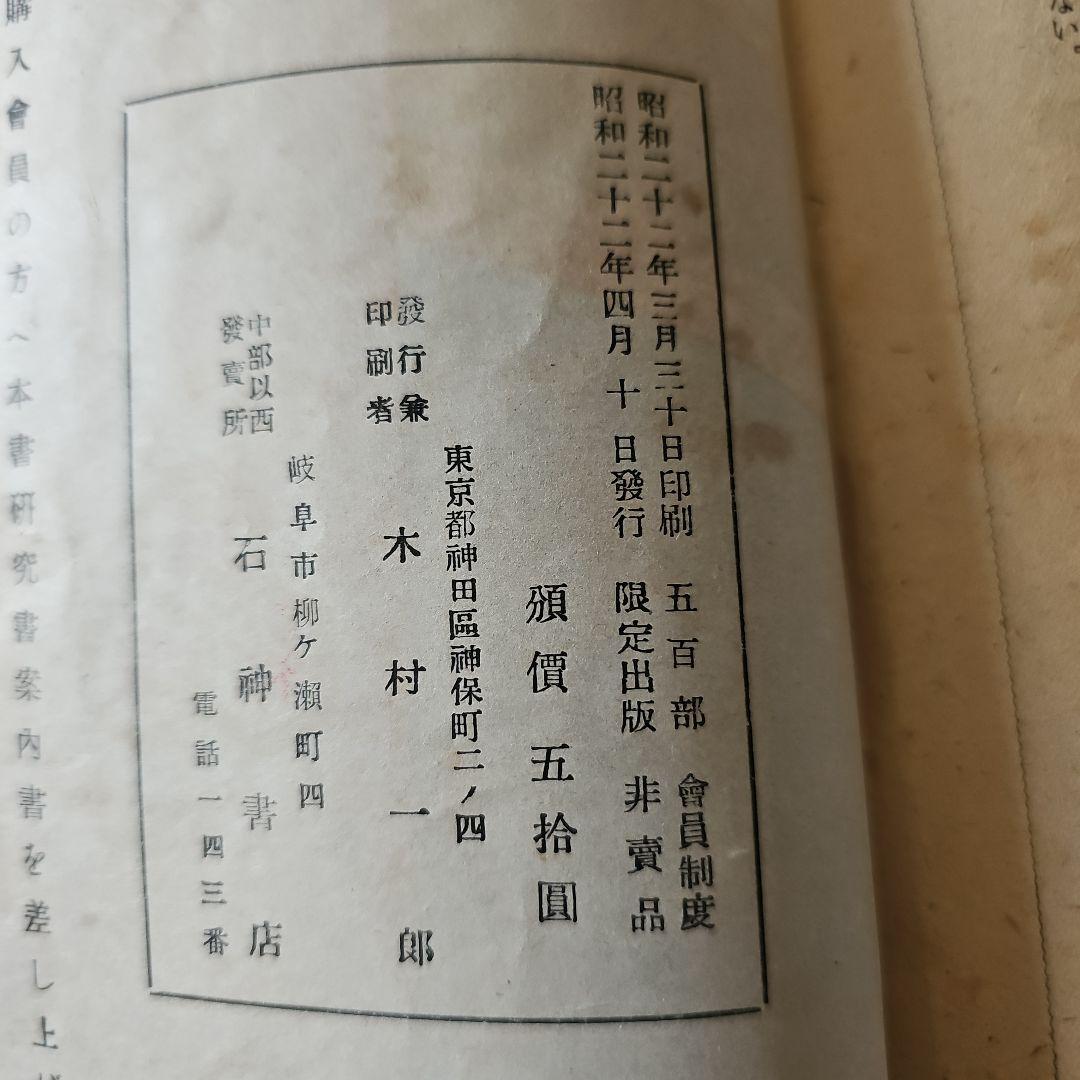 ない。
昭和二十二年三月三十日印刷 五百部 會員制度
昭和二十二年四月十日發行 限定出版 非賣品
頒價 五拾圓
東京都神田區神保町二ノ四
發行兼
印刷者
木村一郎
岐阜市柳ケ瀬町四
中部以西
發賣所
石神書店
電話一四三番
購入會員の方へ本書研究書案內書を差し上